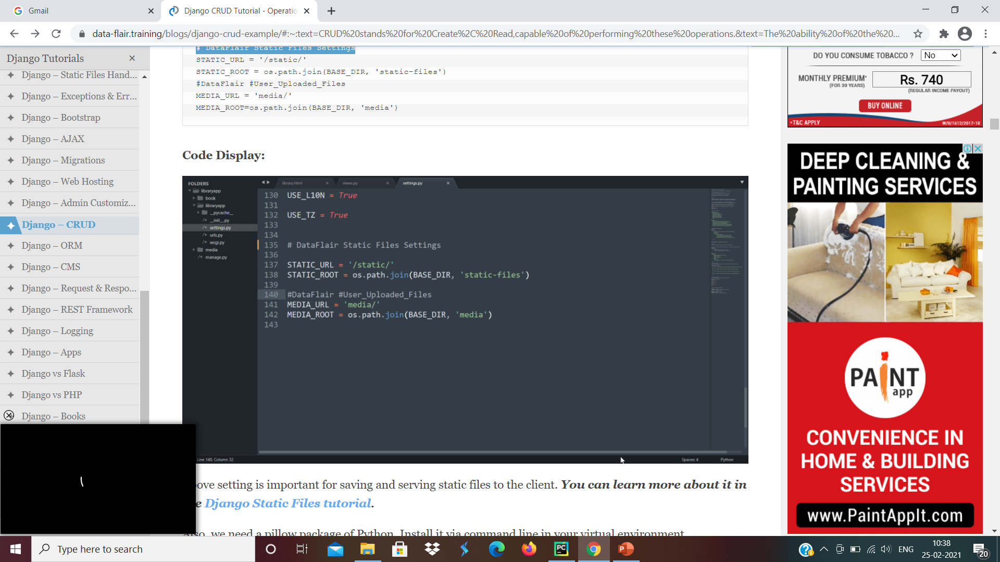 Gmail
Django CRUD Tutorial - Operatio
data-flair.training/blogs/django-crud-example/#:~:text=CRUD%20stands%20for%20Create%2C%20Read,capable%20of%20performing%20these%20operations.&text=The%20ability%20of%20the%20...
Django Tutorials
Django – Static Files Hand...
Django – Exceptions & Err...
Django – Bootstrap
Django – AJAX
Django – Migrations
Django – Web Hosting
Django – Admin Customiz...
Django – CRUD
Django – ORM
Django – CMS
Django – Request & Respo...
Django – REST Framework
Django – Logging
Django – Apps
Django vs Flask
Django vs PHP
Django – Books
# DataFlair Static Files Settings
STATIC_URL = '/static/'
STATIC_ROOT = os.path.join(BASE_DIR, 'static-files')
#DataFlair #User_Uploaded_Files
MEDIA_URL = 'media/'
MEDIA_ROOT=os.path.join(BASE_DIR, 'media')
Code Display:
FOLDERS
libraryapp
book
libraryapp
__pycache__
__init__.py
settings.py
urls.py
wsgi.py
media
manage.py
library.html
views.py
settings.py
130 USE_L10N = True
131
132 USE_TZ = True
133
134
135 # DataFlair Static Files Settings
136
137 STATIC_URL = '/static/'
138 STATIC_ROOT = os.path.join(BASE_DIR, 'static-files')
139
140 #DataFlair #User_Uploaded_Files
141 MEDIA_URL = 'media/'
142 MEDIA_ROOT = os.path.join(BASE_DIR, 'media')
143
Line 140, Column 32
Spaces: 4
Python
ove setting is important for saving and serving static files to the client. You can learn more about it in
e Django Static Files tutorial.
Also, we need a pillow package of Python. Install it via command line in your virtual environment
DO YOU CONSUME TOBACCO ? No
MONTHLY PREMIUM* Rs. 740
(FOR 30 YEARS)
(REGULAR INCOME PAYOUT)
BUY ONLINE
*T&C APPLY
W/II/1612/2017-18
DEEP CLEANING &
PAINTING SERVICES
PAINT
app
CONVENIENCE IN
HOME & BUILDING
SERVICES
www.PaintAppIt.com
Type here to search
PC
P
ENG
10:38
25-02-2021
20